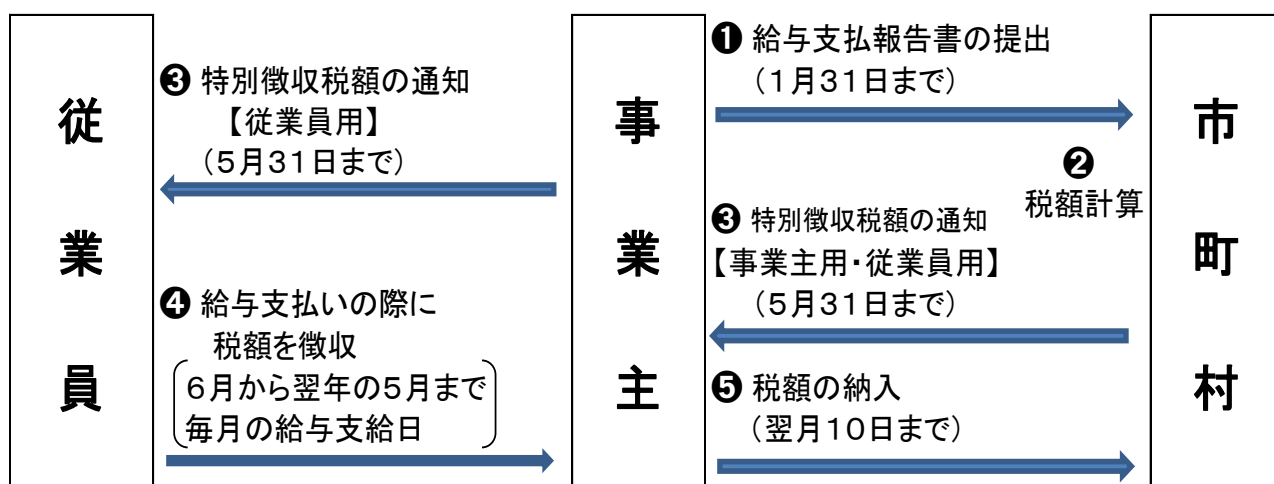 従業員
❸ 特別徴収税額の通知
【従業員用】
(5月31日まで)
❹ 給与支払いの際に
税額を徴収
6月から翌年の5月まで
毎月の給与支給日
事業主
❶ 給与支払報告書の提出
(1月31日まで)
❷
税額計算
❸ 特別徴収税額の通知
【事業主用・従業員用】
(5月31日まで)
❺ 税額の納入
(翌月10日まで)
市町村